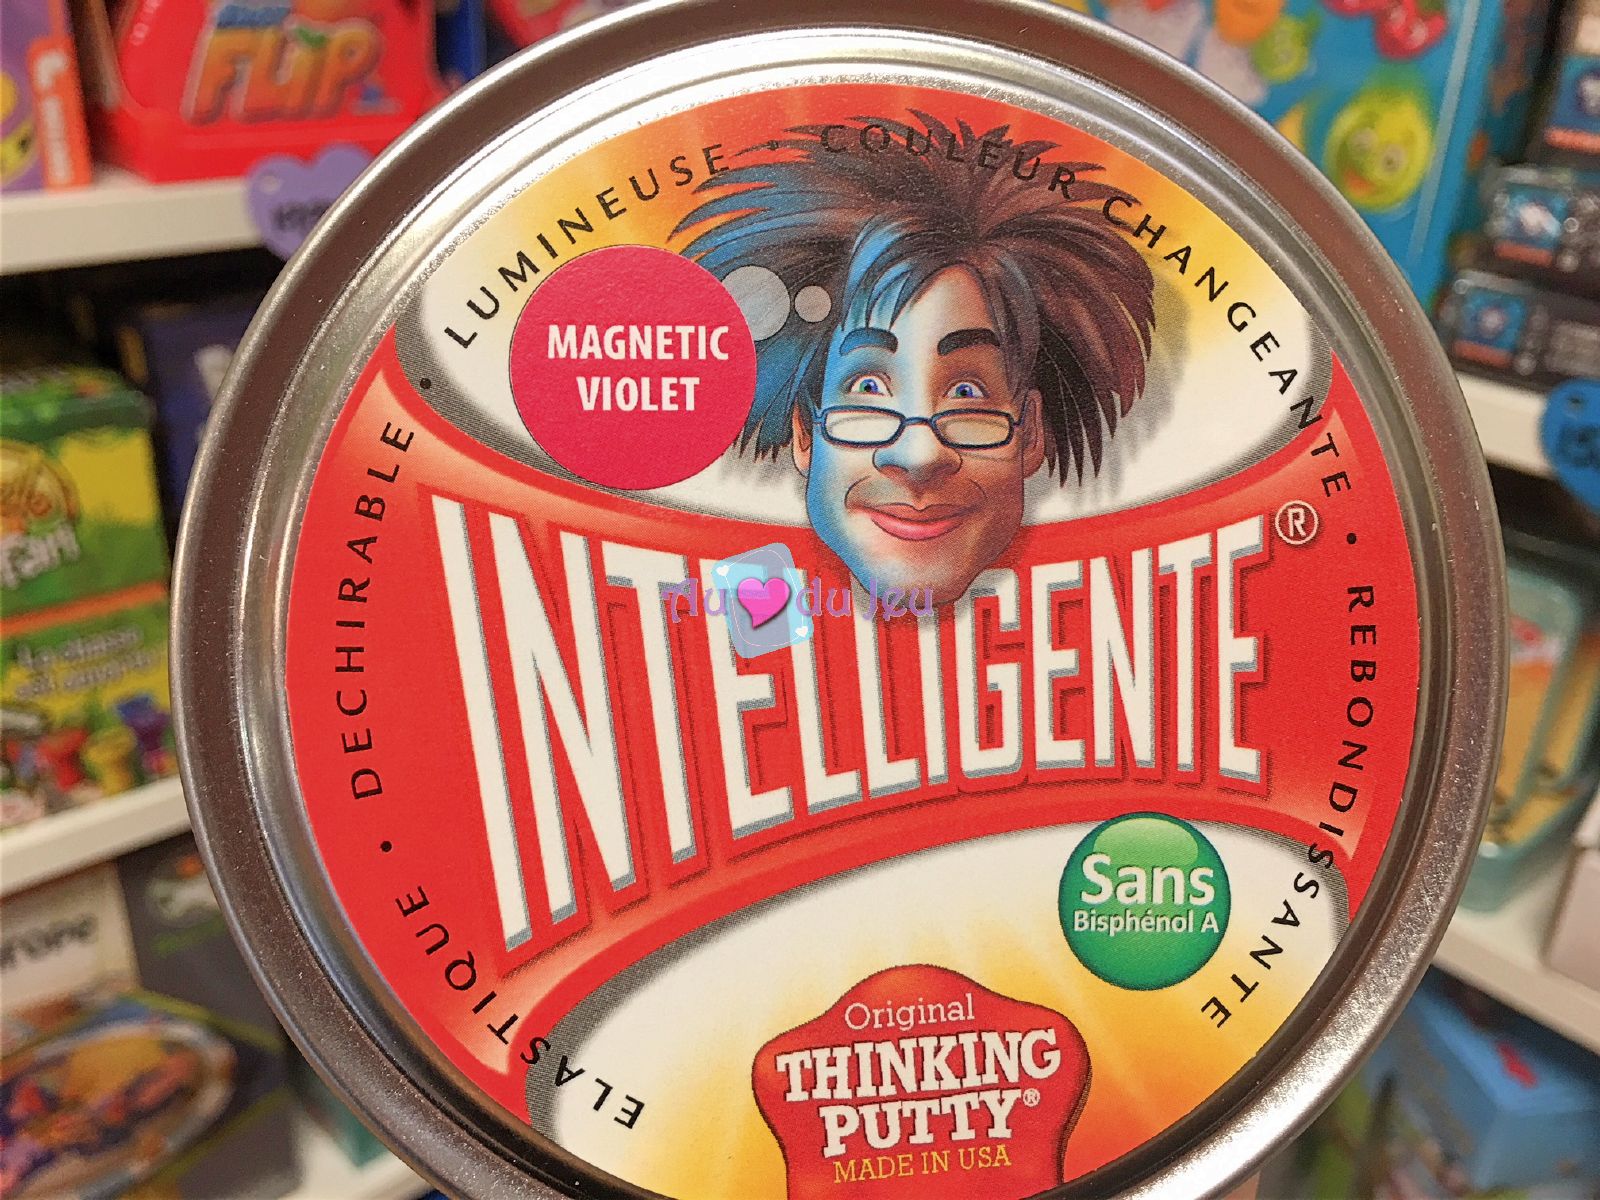 FLIP
ELASTIQUE • DECHIRABLE • LUMINEUSE • COULEUR CHANGEANTE • REBONDISSANTE
MAGNETIC
VIOLET
INTELLIGENTE®
Au du Jeu
Sans
Bisphénol A
Original
THINKING
PUTTY®
MADE IN USA